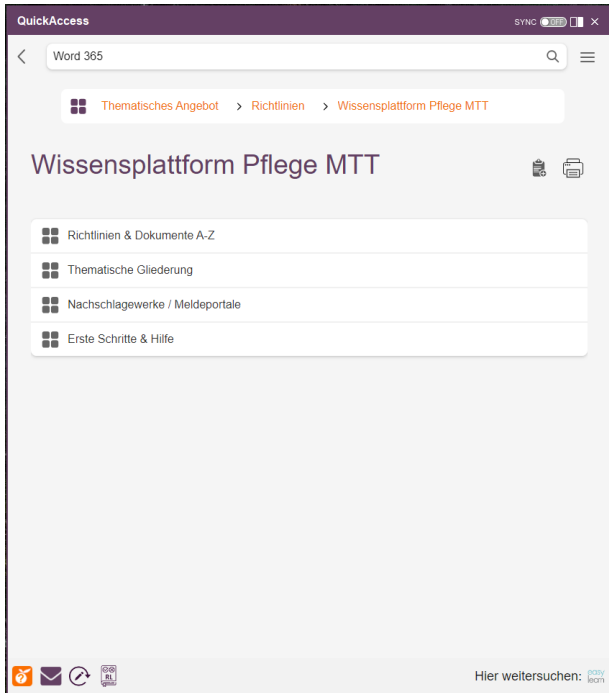 QuickAccess SYNC OFF
Word 365
Thematisches Angebot > Richtlinien > Wissensplattform Pflege MTT
Wissensplattform Pflege MTT
Richtlinien & Dokumente A-Z
Thematische Gliederung
Nachschlagewerke / Meldeportale
Erste Schritte & Hilfe
RL
Hier weitersuchen: easy
learn